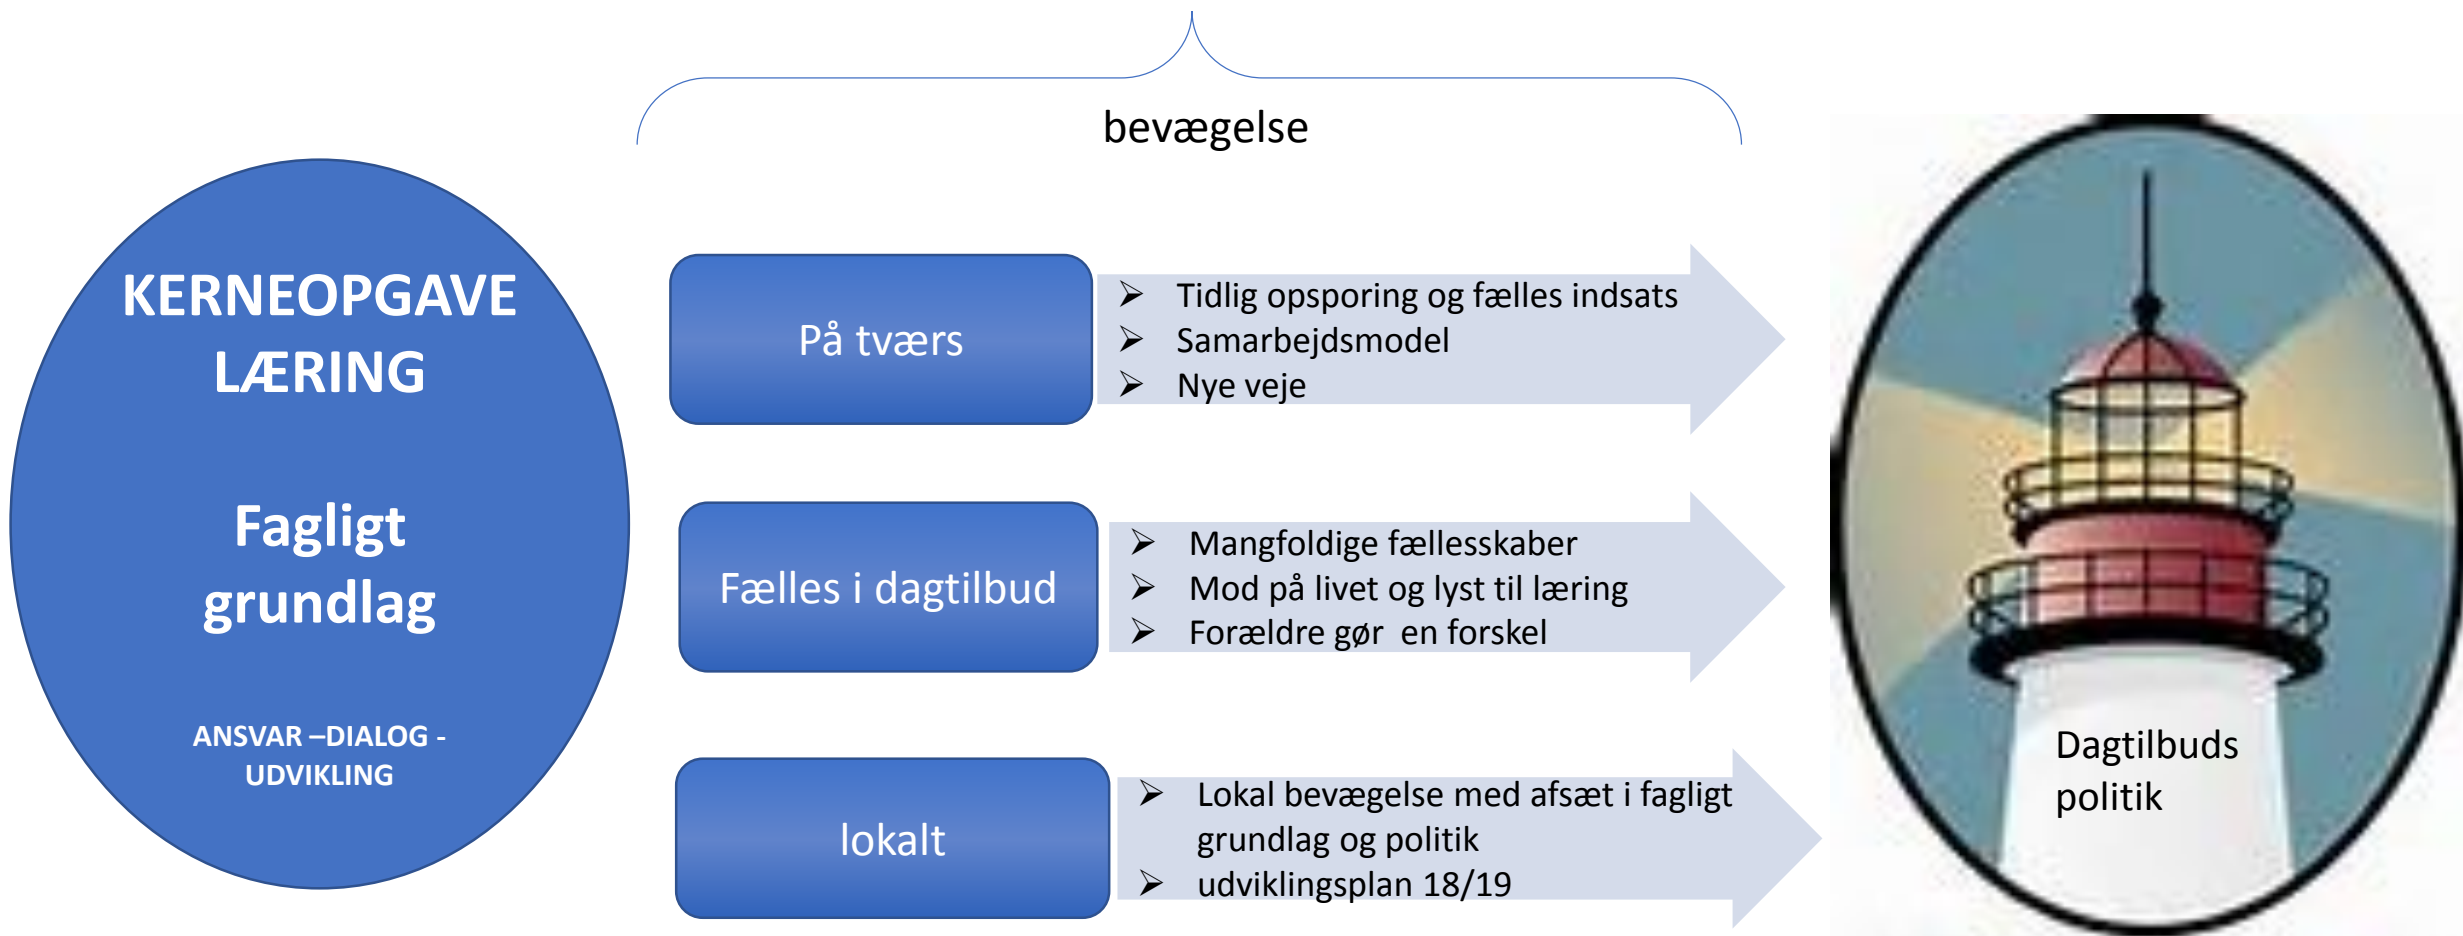 bevægelse
KERNEOPGAVE
LÆRING
Fagligt
grundlag
ANSVAR –DIALOG -
UDVIKLING
På tværs
Tidlig opsporing og fælles indsats
Samarbejdsmodel
Nye veje
Fælles i dagtilbud
Mangfoldige fællesskaber
Mod på livet og lyst til læring
Forældre gør  en forskel
lokalt
Lokal bevægelse med afsæt i fagligt
grundlag og politik
udviklingsplan 18/19
Dagtilbuds
politik